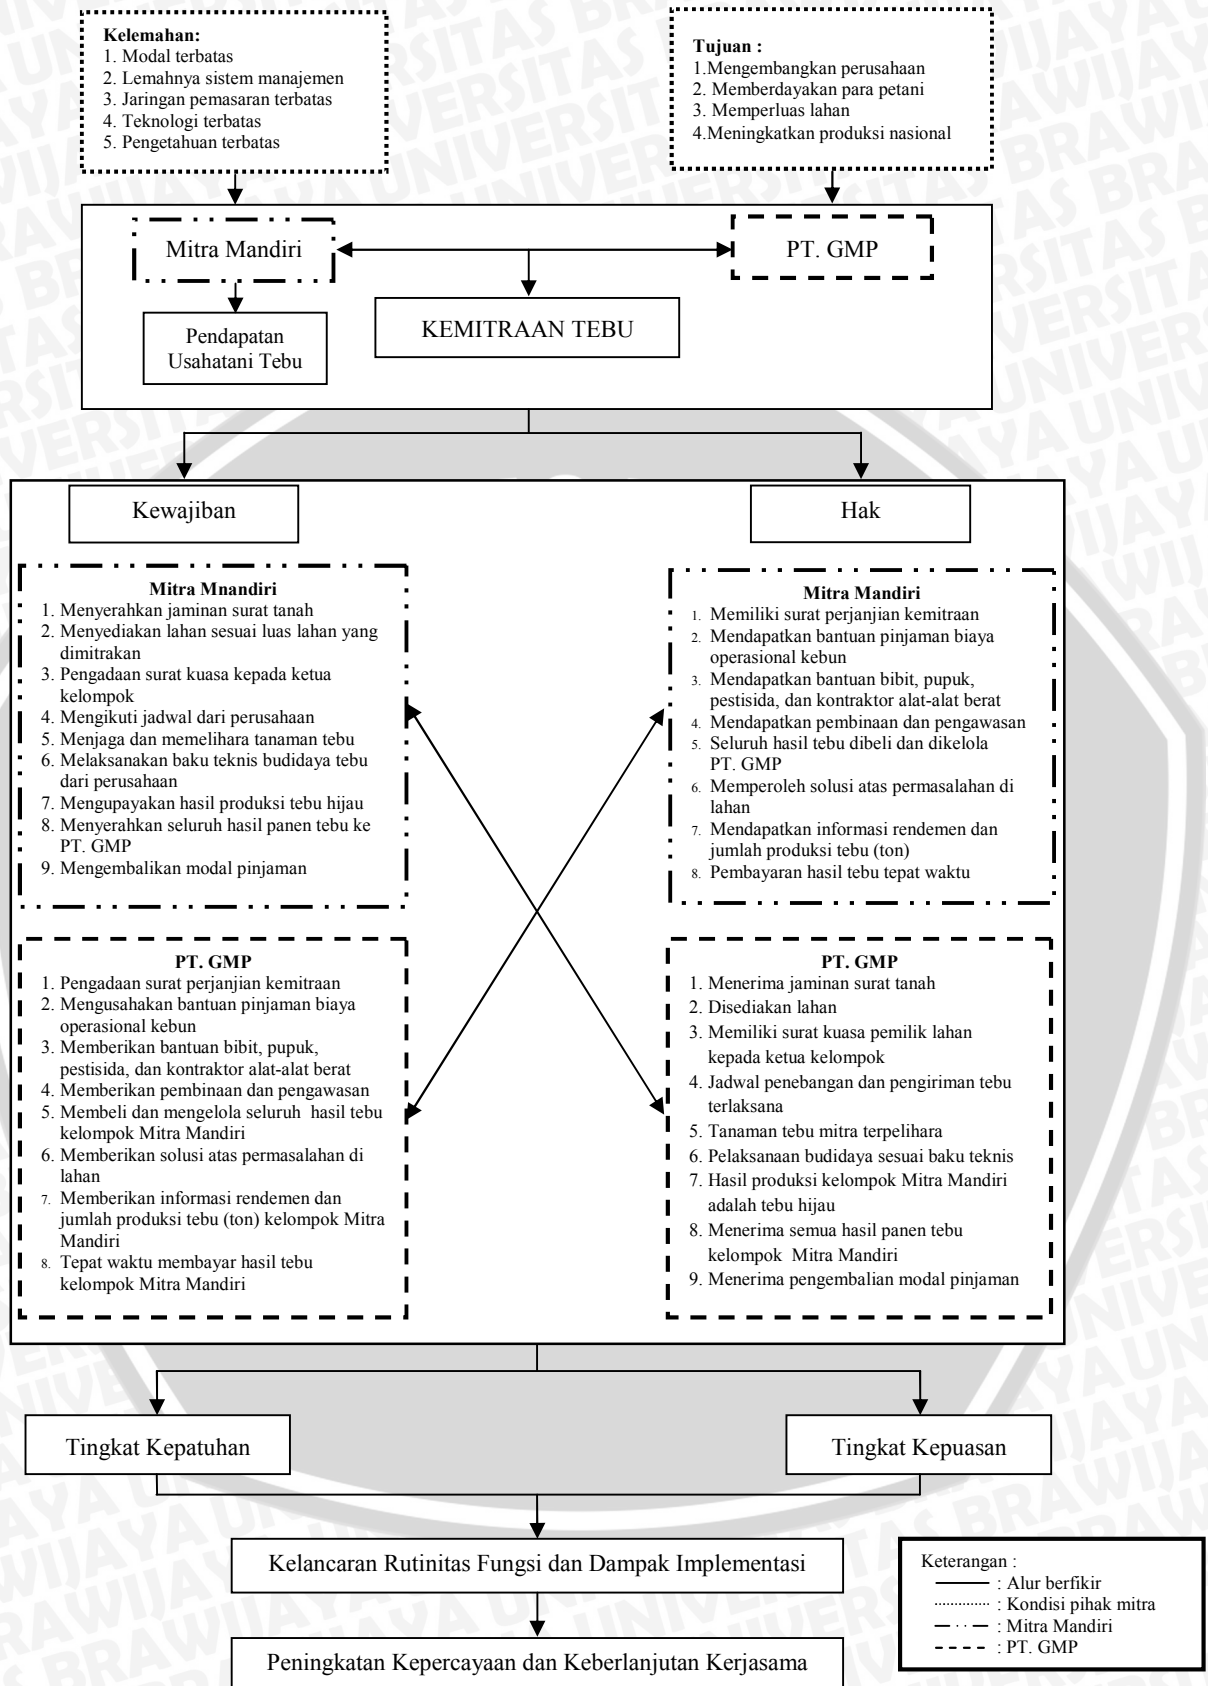 Kelemahan:
1. Modal terbatas
2. Lemahnya sistem manajemen
3. Jaringan pemasaran terbatas
4. Teknologi terbatas
5. Pengetahuan terbatas
Tujuan :
1.Mengembangkan perusahaan
2. Memberdayakan para petani
3. Memperluas lahan
4.Meningkatkan produksi nasional
Mitra Mandiri
PT. GMP
Pendapatan
Usahatani Tebu
KEMITRAAN TEBU
Kewajiban
Hak
Mitra Mnandiri
1. Menyerahkan jaminan surat tanah
2. Menyediakan lahan sesuai luas lahan yang
dimitrakan
3. Pengadaan surat kuasa kepada ketua
kelompok
4. Mengikuti jadwal dari perusahaan
5. Menjaga dan memelihara tanaman tebu
6. Melaksanakan baku teknis budidaya tebu
dari perusahaan
7. Mengupayakan hasil produksi tebu hijau
8. Menyerahkan seluruh hasil panen tebu ke
PT. GMP
9. Mengembalikan modal pinjaman
Mitra Mandiri
1. Memiliki surat perjanjian kemitraan
2. Mendapatkan bantuan pinjaman biaya
operasional kebun
3. Mendapatkan bantuan bibit, pupuk,
pestisida, dan kontraktor alat-alat berat
4. Mendapatkan pembinaan dan pengawasan
5. Seluruh hasil tebu dibeli dan dikelola
PT. GMP
6. Memperoleh solusi atas permasalahan di
lahan
7. Mendapatkan informasi rendemen dan
jumlah produksi tebu (ton)
8. Pembayaran hasil tebu tepat waktu
PT. GMP
1. Pengadaan surat perjanjian kemitraan
2. Mengusahakan bantuan pinjaman biaya
operasional kebun
3. Memberikan bantuan bibit, pupuk,
pestisida, dan kontraktor alat-alat berat
4. Memberikan pembinaan dan pengawasan
5. Membeli dan mengelola seluruh hasil tebu
kelompok Mitra Mandiri
6. Memberikan solusi atas permasalahan di
lahan
7. Memberikan informasi rendemen dan
jumlah produksi tebu (ton) kelompok Mitra
Mandiri
8. Tepat waktu membayar hasil tebu
kelompok Mitra Mandiri
PT. GMP
1. Menerima jaminan surat tanah
2. Disediakan lahan
3. Memiliki surat kuasa pemilik lahan
kepada ketua kelompok
4. Jadwal penebangan dan pengiriman tebu
terlaksana
5. Tanaman tebu mitra terpelihara
6. Pelaksanaan budidaya sesuai baku teknis
7. Hasil produksi kelompok Mitra Mandiri
adalah tebu hijau
8. Menerima semua hasil panen tebu
kelompok Mitra Mandiri
9. Menerima pengembalian modal pinjaman
Tingkat Kepatuhan
Tingkat Kepuasan
Kelancaran Rutinitas Fungsi dan Dampak Implementasi
Peningkatan Kepercayaan dan Keberlanjutan Kerjasama
Keterangan :
: Alur berfikir
: Kondisi pihak mitra
: Mitra Mandiri
: PT. GMP